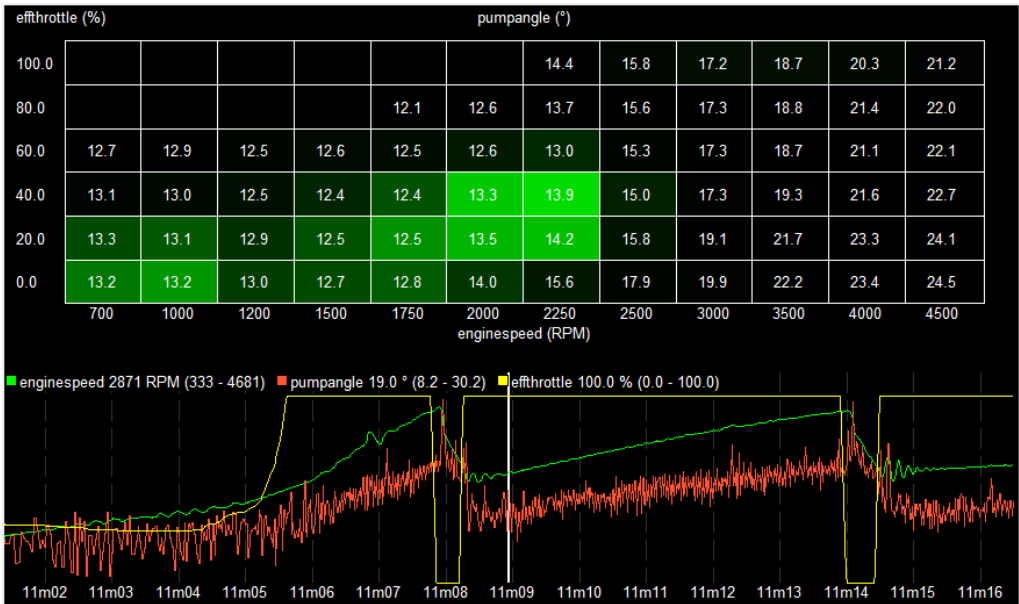 effthrottle (%) pumpangle (°)
100.0 14.4 15.8 17.2 18.7 20.3 21.2
80.0 12.1 12.6 13.7 15.6 17.3 18.8 21.4 22.0
60.0 12.7 12.9 12.5 12.6 12.5 12.6 13.0 15.3 17.3 18.7 21.1 22.1
40.0 13.1 13.0 12.5 12.4 12.4 13.3 13.9 15.0 17.3 19.3 21.6 22.7
20.0 13.3 13.1 12.9 12.5 12.5 13.5 14.2 15.8 19.1 21.7 23.3 24.1
0.0 13.2 13.2 13.0 12.7 12.8 14.0 15.6 17.9 19.9 22.2 23.4 24.5
700 1000 1200 1500 1750 2000 2250 2500 3000 3500 4000 4500
enginespeed (RPM)
enginespeed 2871 RPM (333 - 4681) pumpangle 19.0 ° (8.2 - 30.2) effthrottle 100.0 % (0.0 - 100.0)
11m02 11m03 11m04 11m05 11m06 11m07 11m08 11m09 11m10 11m11 11m12 11m13 11m14 11m15 11m16